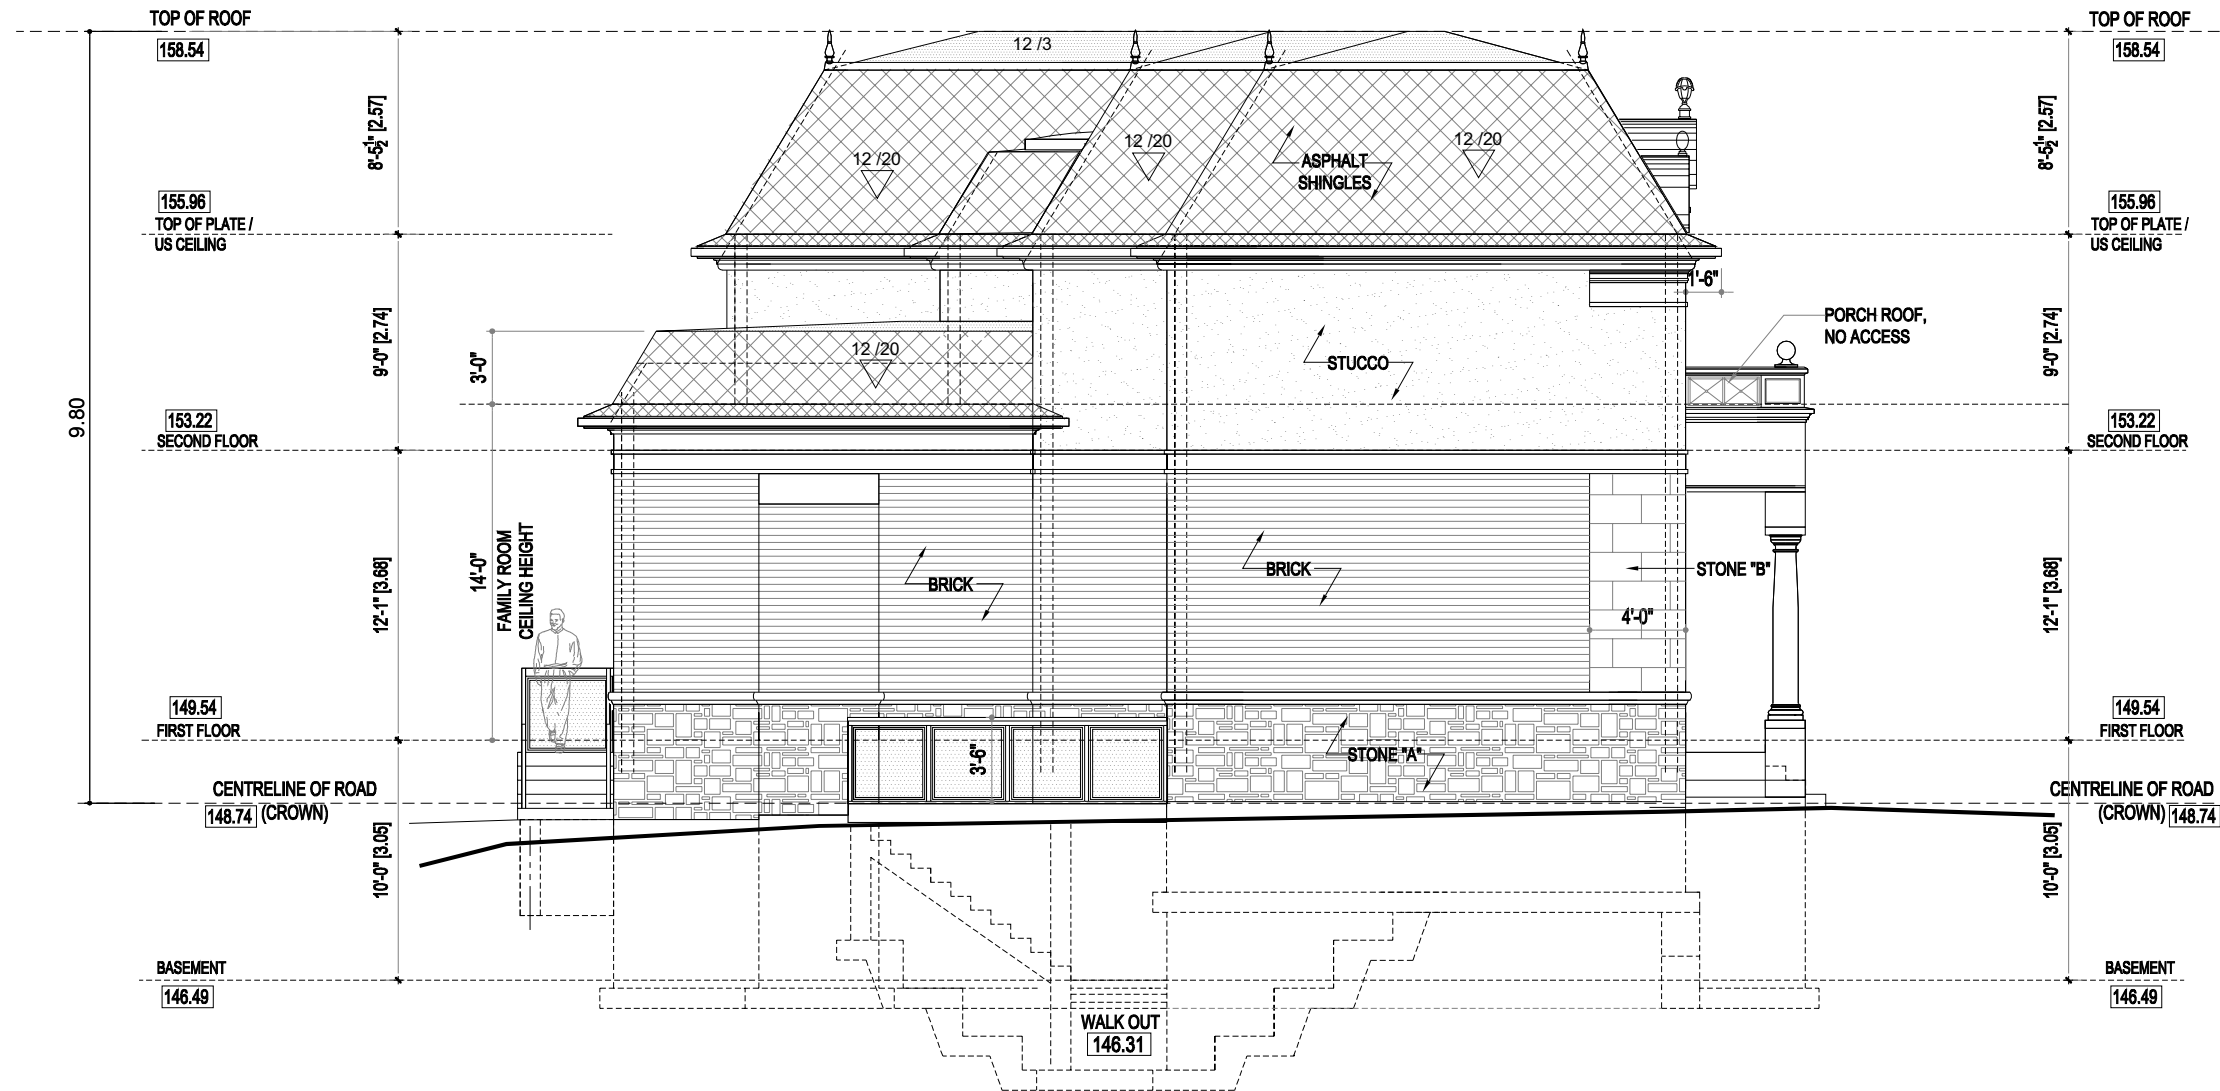 TOP OF ROOF
158.54
12 /3
TOP OF ROOF
158.54
8'-5 1/2" [2.57]
8'-5 1/2" [2.57]
12 /20
12 /20
12 /20
ASPHALT
SHINGLES
155.96
TOP OF PLATE /
US CEILING
155.96
TOP OF PLATE /
US CEILING
1'-6"
9'-0" [2.74]
3'-0"
12 /20
STUCCO
PORCH ROOF,
NO ACCESS
9'-0" [2.74]
9.80
153.22
SECOND FLOOR
153.22
SECOND FLOOR
12'-1" [3.68]
14'-0"
FAMILY ROOM
CEILING HEIGHT
BRICK
BRICK
STONE "B"
4'-0"
12'-1" [3.68]
149.54
FIRST FLOOR
3'-6"
STONE "A"
149.54
FIRST FLOOR
CENTRELINE OF ROAD
148.74 (CROWN)
CENTRELINE OF ROAD
(CROWN) 148.74
10'-0" [3.05]
10'-0" [3.05]
BASEMENT
146.49
BASEMENT
146.49
WALK OUT
146.31